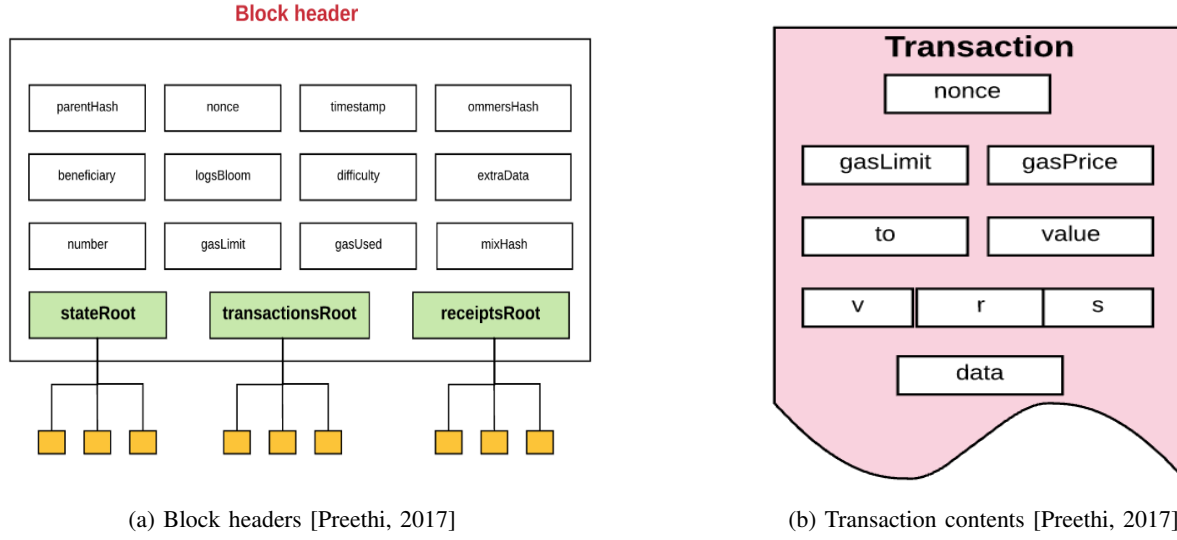 Block header
parentHash nonce timestamp ommersHash
beneficiary logsBloom difficulty extraData
number gasLimit gasUsed mixHash
stateRoot transactionsRoot receiptsRoot
(a) Block headers [Preethi, 2017]
Transaction
nonce
gasLimit gasPrice
to value
v r s
data
(b) Transaction contents [Preethi, 2017]